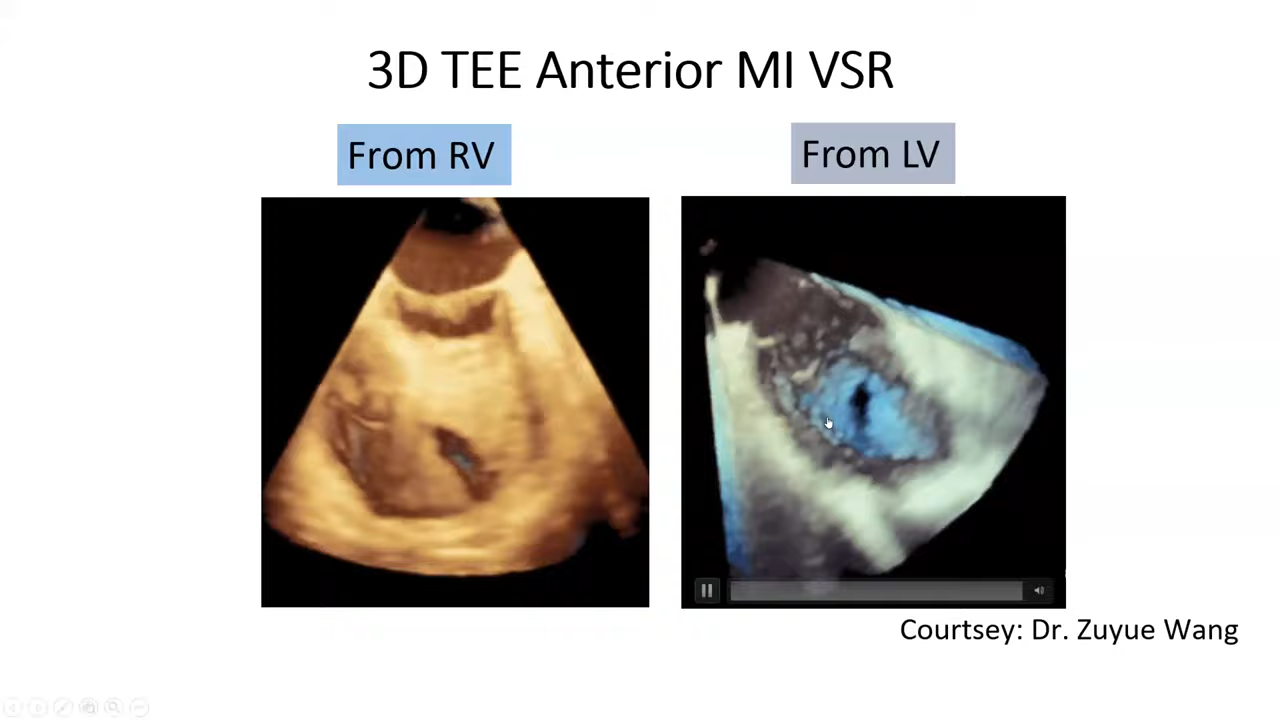 3D TEE Anterior MI VSR
From RV
From LV
Courtsey: Dr. Zuyue Wang